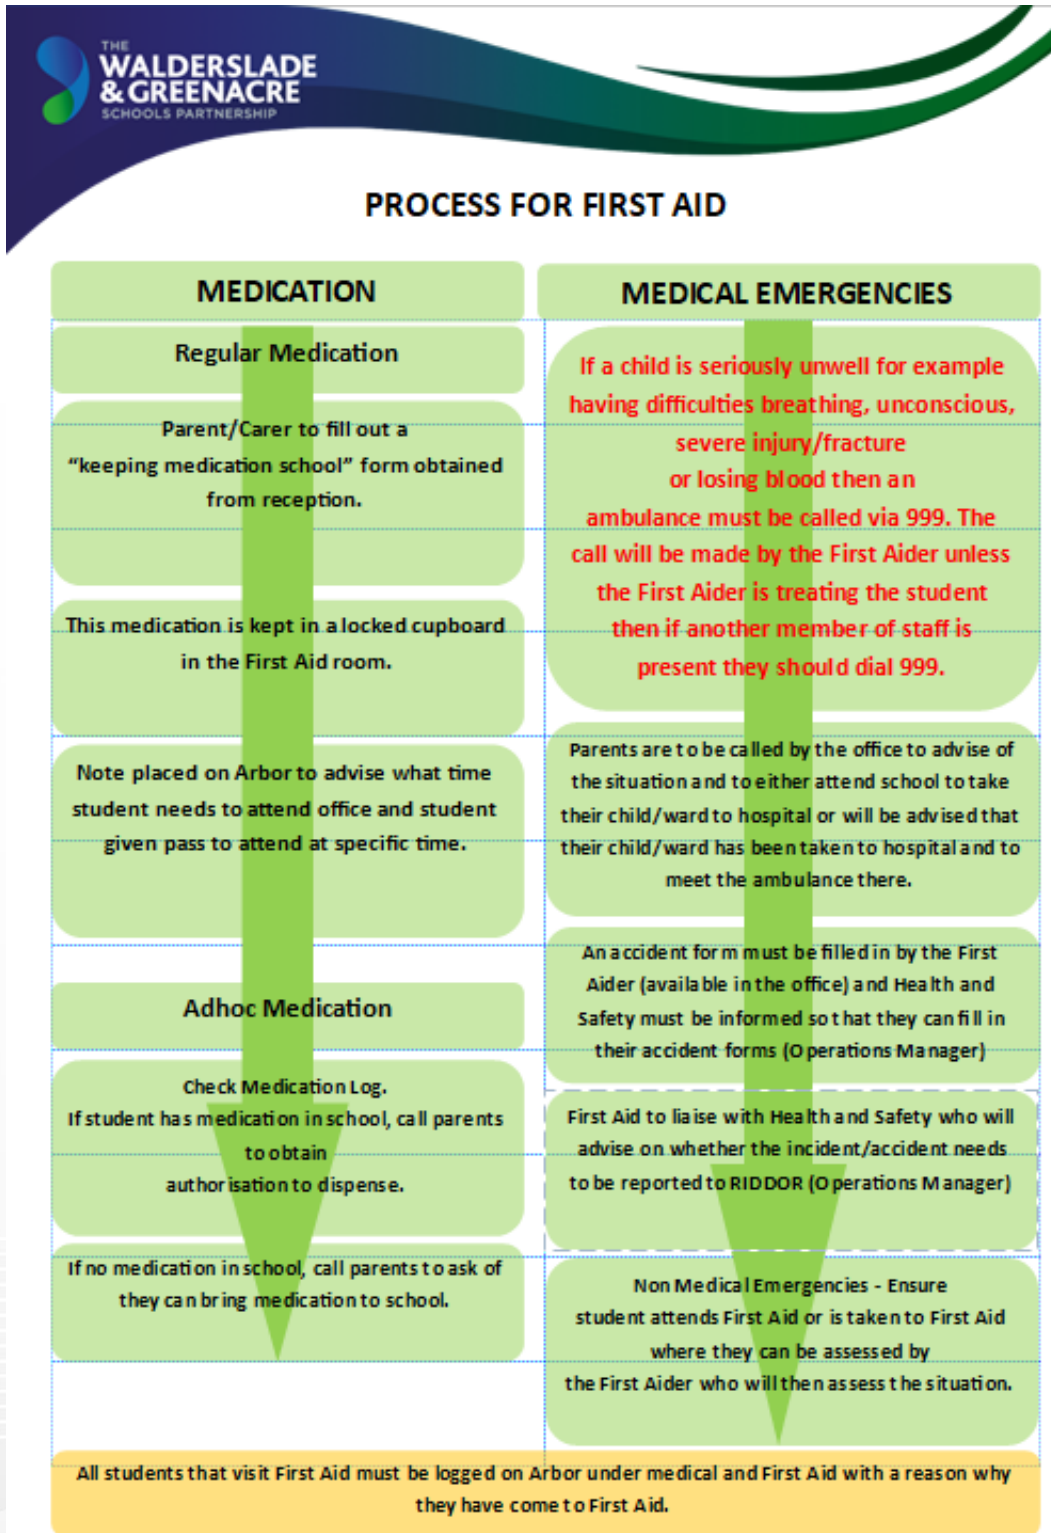 THE
WALDERSLADE
& GREENACRE
SCHOOLS PARTNERSHIP
PROCESS FOR FIRST AID
MEDICATION
Regular Medication
Parent/Carer to fill out a
“keeping medication school” form obtained
from reception.
This medication is kept in a locked cupboard
in the First Aid room.
Note placed on Arbor to advise what time
student needs to attend office and student
given pass to attend at specific time.
Adhoc Medication
Check Medication Log.
If student has medication in school, call parents
to obtain
authorisation to dispense.
If no medication in school, call parents to ask of
they can bring medication to school.
MEDICAL EMERGENCIES
If a child is seriously unwell for example
having difficulties breathing, unconscious,
severe injury/fracture
or losing blood then an
ambulance must be called via 999. The
call will be made by the First Aider unless
the First Aider is treating the student
then if another member of staff is
present they should dial 999.
Parents are to be called by the office to advise of
the situation and to either attend school to take
their child/ward to hospital or will be advised that
their child/ward has been taken to hospital and to
meet the ambulance there.
An accident form must be filled in by the First
Aider (available in the office) and Health and
Safety must be informed so that they can fill in
their accident forms (Operations Manager)
First Aid to liaise with Health and Safety who will
advise on whether the incident/accident needs
to be reported to RIDDOR (Operations Manager)
Non Medical Emergencies - Ensure
student attends First Aid or is taken to First Aid
where they can be assessed by
the First Aider who will then assess the situation.
All students that visit First Aid must be logged on Arbor under medical and First Aid with a reason why
they have come to First Aid.